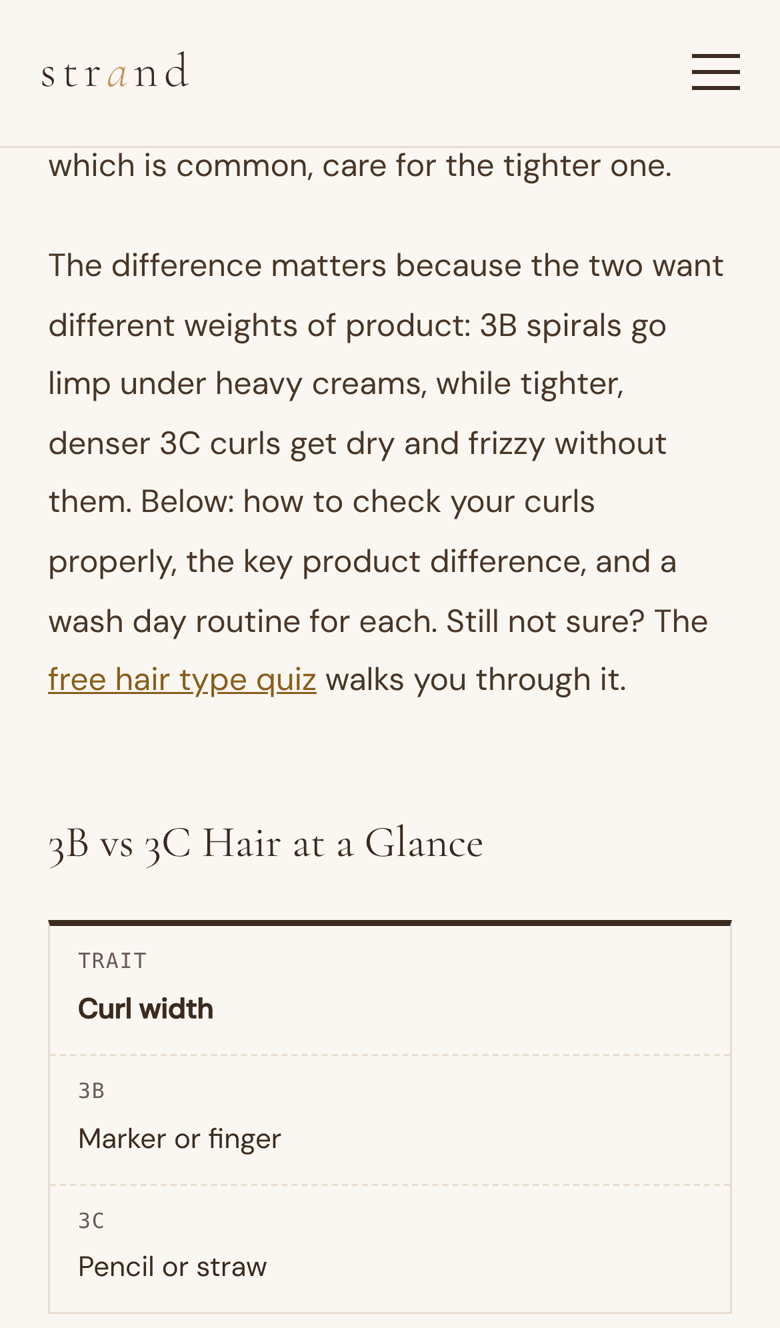 strand
which is common, care for the tighter one.
The difference matters because the two want
different weights of product: 3B spirals go
limp under heavy creams, while tighter,
denser 3C curls get dry and frizzy without
them. Below: how to check your curls
properly, the key product difference, and a
wash day routine for each. Still not sure? The
free hair type quiz walks you through it.
3B vs 3C Hair at a Glance
TRAIT
Curl width
3B
Marker or finger
3C
Pencil or straw